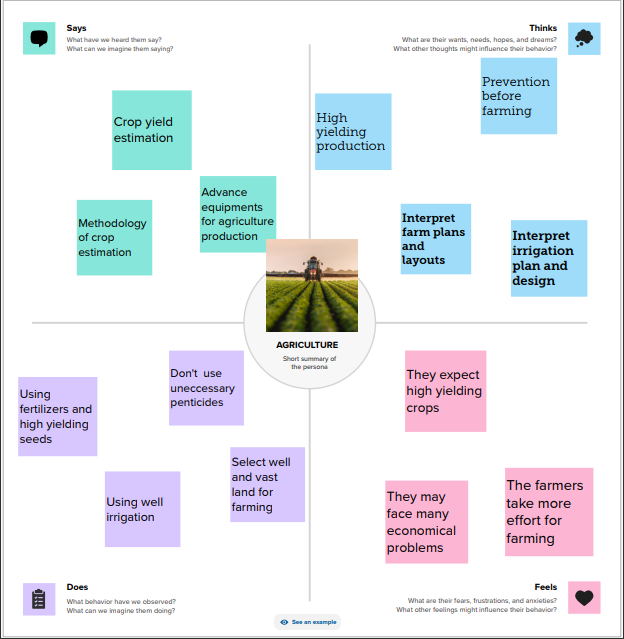 Says
What have we heard them say?
What can we imagine them saying?
Thinks
What are their wants, needs, hopes, and dreams?
What other thoughts might influence their behavior?
Crop yield
estimation
Methodology
of crop
estimation
Advance
equipments
for agriculture
production
High
yielding
production
Prevention
before
farming
Interpret
farm plans
and
layouts
Interpret
irrigation
plan and
design
AGRICULTURE
Short summary of
the persona
Using
fertilizers and
high yielding
seeds
Don't use
uneccessary
penticides
Using well
irrigation
Select well
and vast
land for
farming
They expect
high yielding
crops
They may
face many
economical
problems
The farmers
take more
effort for
farming
Does
What behavior have we observed?
What can we imagine them doing?
Feels
What are their fears, frustrations, and anxieties?
What other feelings might influence their behavior?
See an example